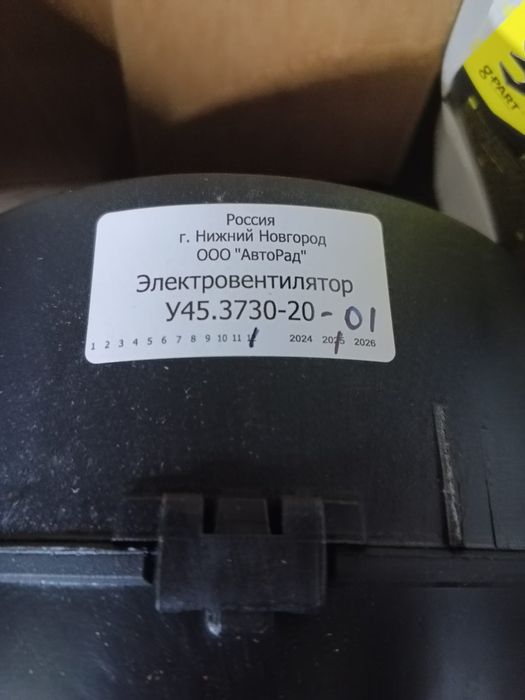 g-PART
Россия
г. Нижний Новгород
ООО "АвтоРад"
Электровентилятор
У45.3730-20-01
1 2 3 4 5 6 7 8 9 10 11 12 2024 2025 2026